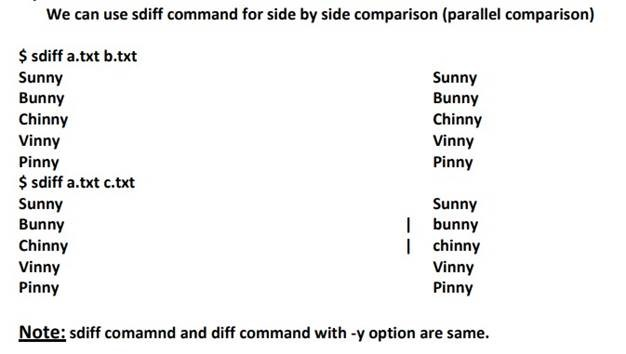 We can use sdiff command for side by side comparison (parallel comparison)
$ sdiff a.txt b.txt
Sunny Sunny
Bunny Bunny
Chinny Chinny
Vinny Vinny
Pinny Pinny
$ sdiff a.txt c.txt
Sunny Sunny
Bunny | bunny
Chinny | chinny
Vinny Vinny
Pinny Pinny
Note: sdiff comamnd and diff command with -y option are same.